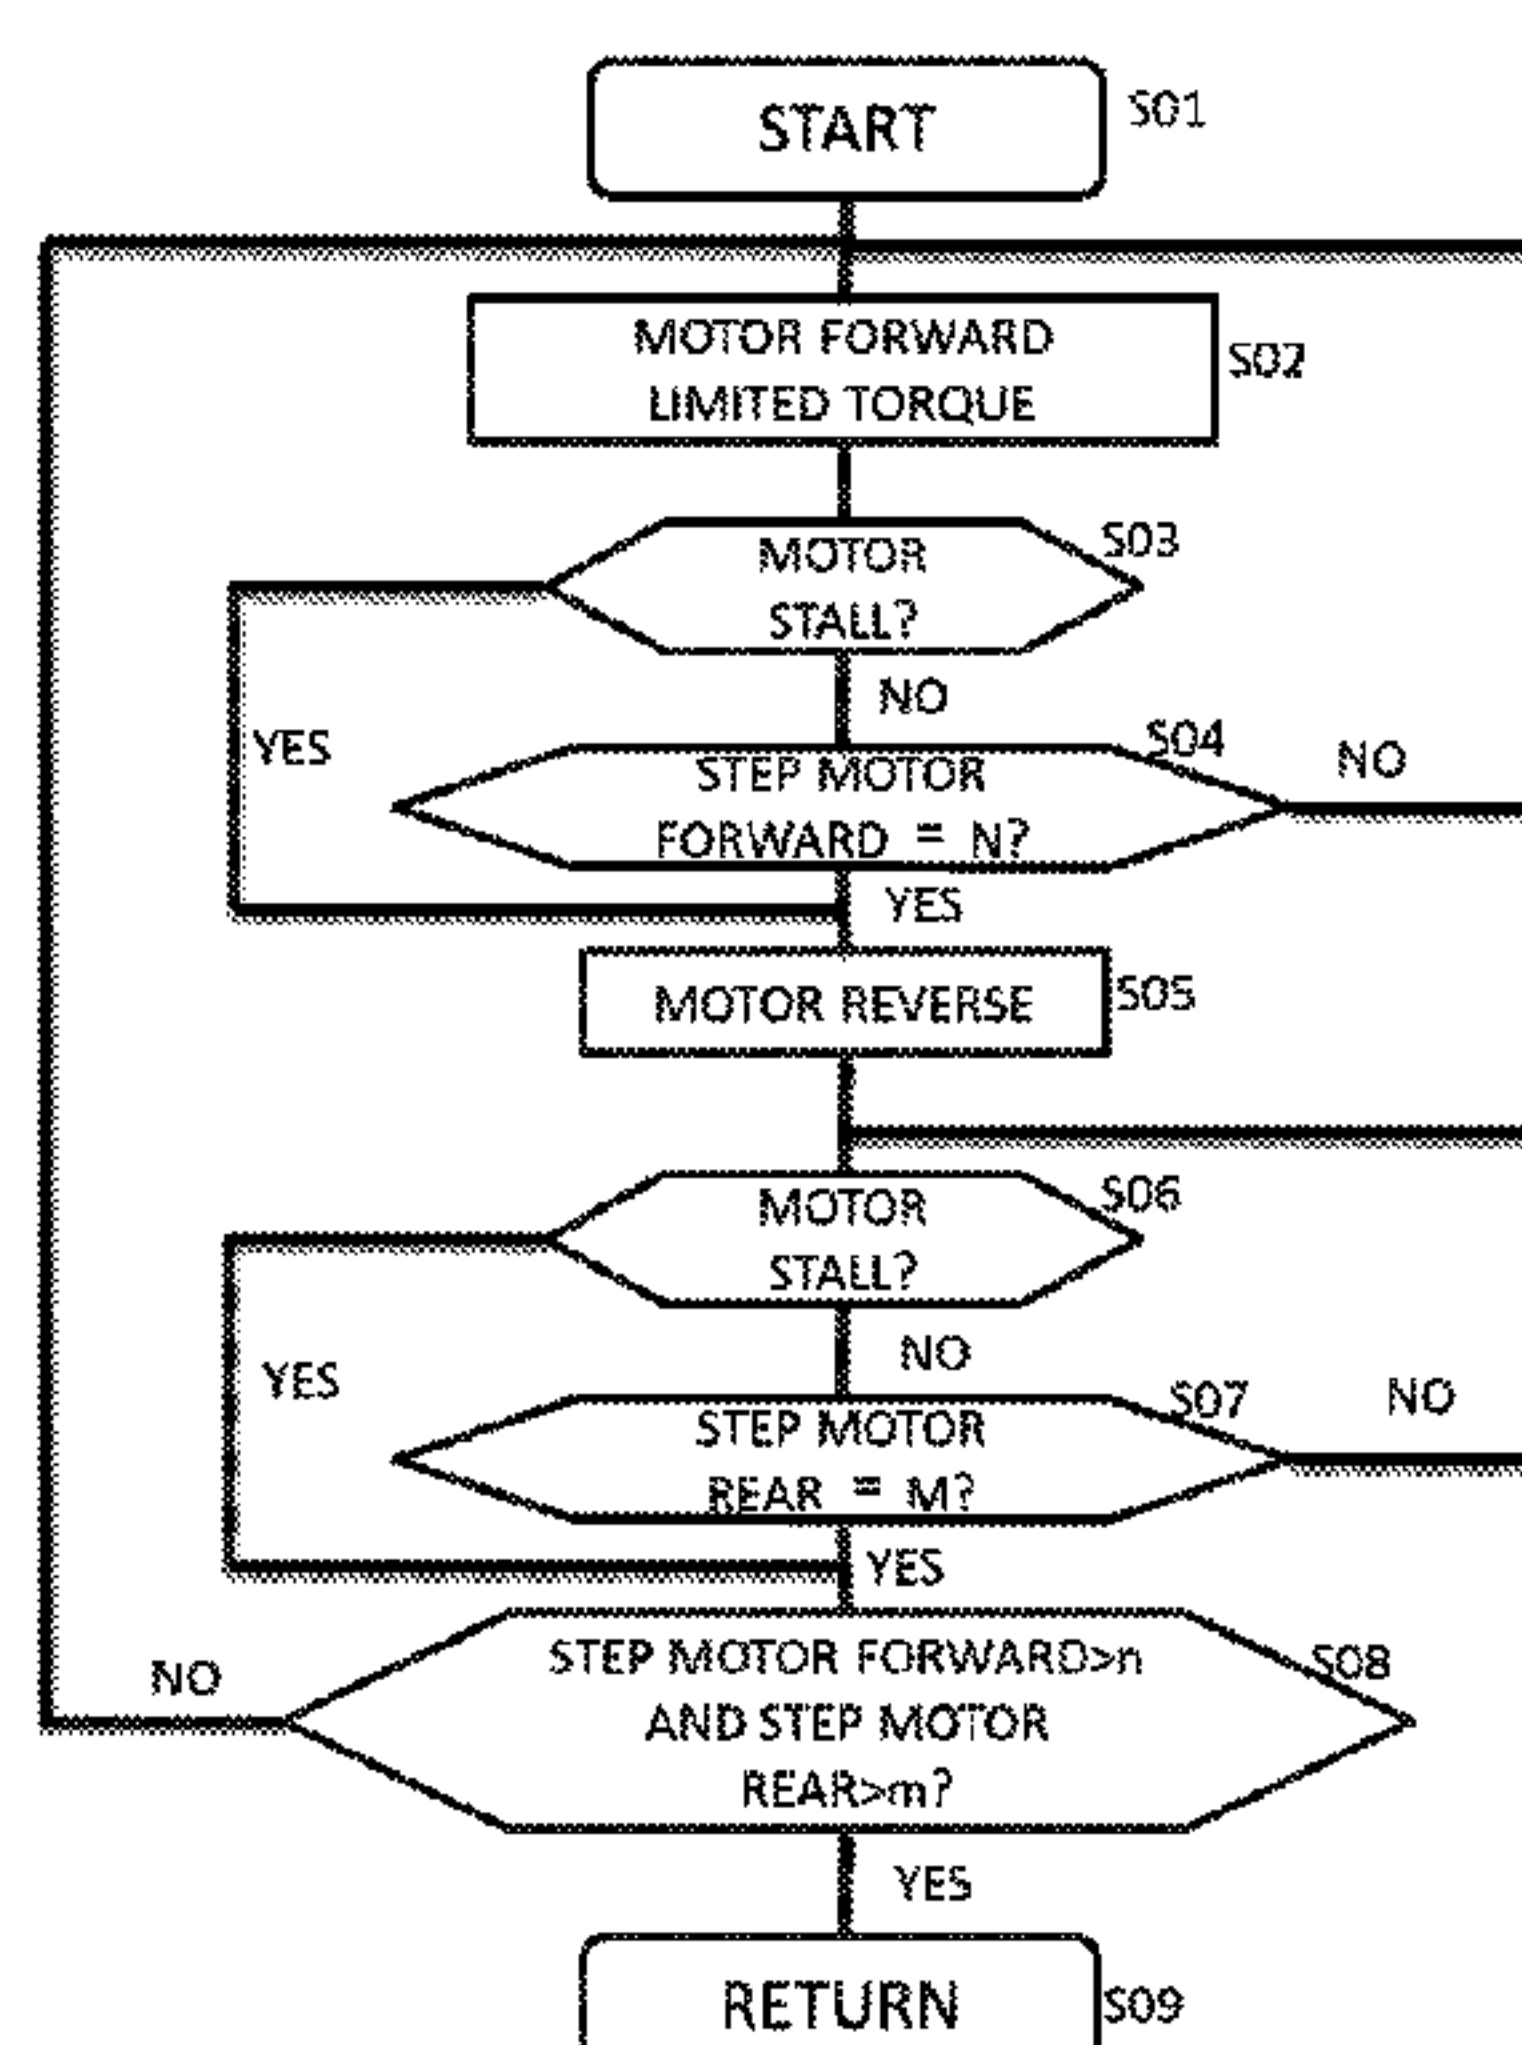 START
S01
MOTOR FORWARD
LIMITED TORQUE
S02
MOTOR
STALL?
S03
NO
YES
STEP MOTOR
FORWARD = N?
S04
NO
YES
MOTOR REVERSE
S05
MOTOR
STALL?
S06
NO
YES
STEP MOTOR
REAR = M?
S07
NO
YES
STEP MOTOR FORWARD>n
AND STEP MOTOR
REAR>m?
S08
NO
YES
RETURN
S09